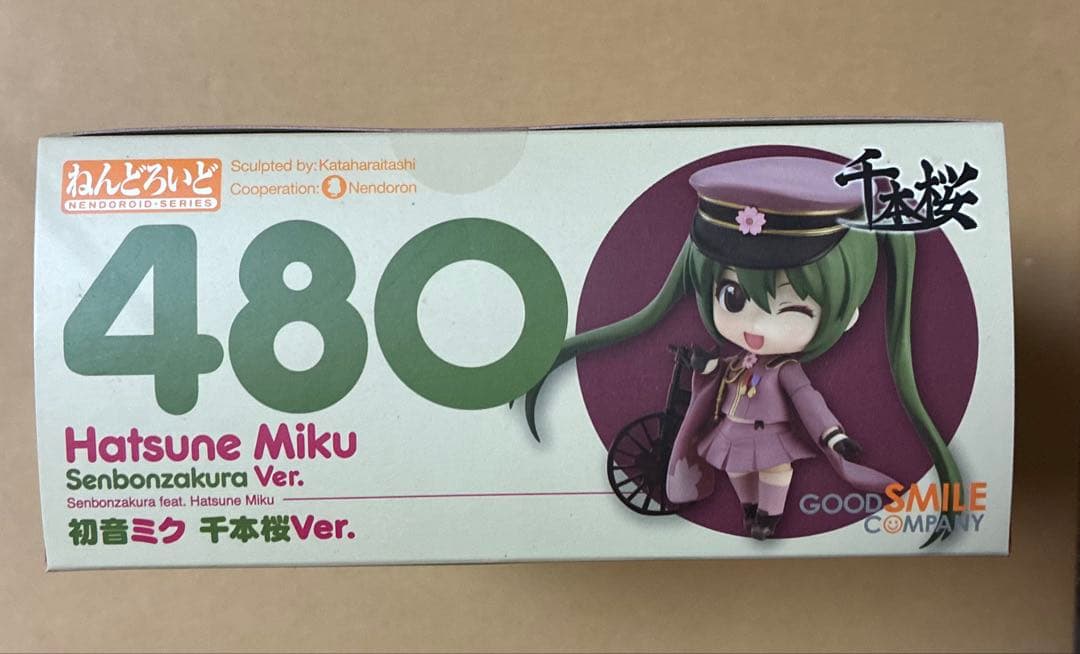 ねんどろいど
NENDOROID・SERIES
Sculpted by: Kataharaitashi
Cooperation: Nendoron
480
千本桜
Hatsune Miku
Senbonzakura Ver.
Senbonzakura feat. Hatsune Miku
初音ミク 千本桜Ver.
GOOD SMILE
COMPANY